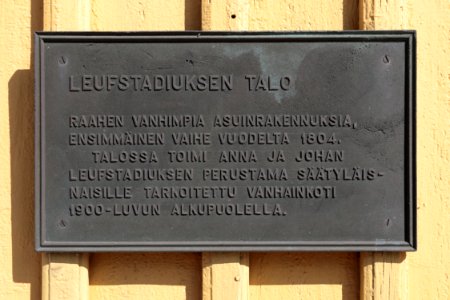 LEUFSTADIUKSEN TALO
RAAHEN VANHIMPIA ASUINRAKENNUKSIA,
ENSIMMÄINEN VAIHE VUODELTA 1804.
TALOSSA TOIMI ANNA JA JOHAN
LEUFSTADIUKSEN PERUSTAMA SÄÄTYLÄIS-
NAISILLE TARKOITETTU VANHAINKOTI
1900-LUVUN ALKUPUOLELLA.